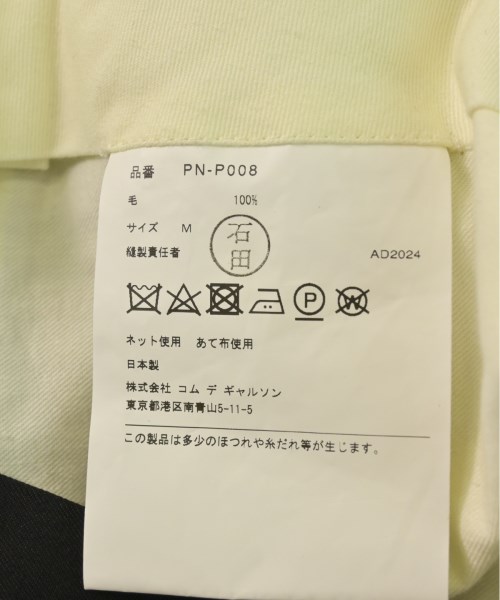 品番 PN-P008
毛 100%
サイズ M
縫製責任者 石田 AD2024
P W
ネット使用 あて布使用
日本製
株式会社 コム デ ギャルソン
東京都港区南青山5-11-5
この製品は多少のほつれや糸だれ等が生じます。